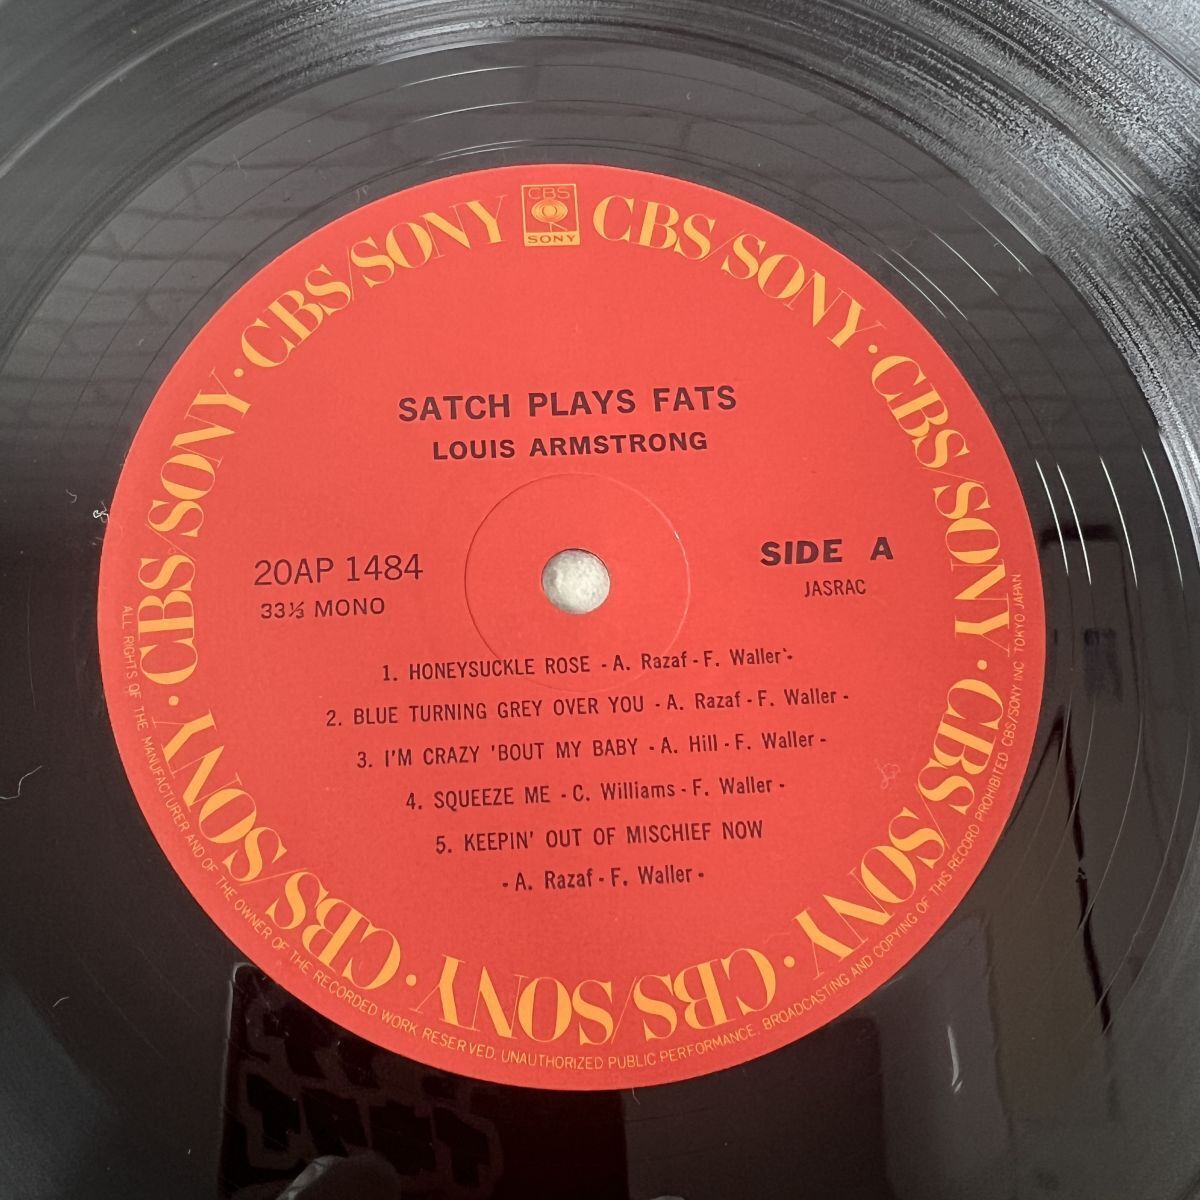 CBS
SONY
CBS/SONY · CBS/SONY · CBS/SONY · CBS/SONY · CBS/SONY · CBS/SONY · CBS/SONY · CBS/SONY
SATCH PLAYS FATS
LOUIS ARMSTRONG
20AP 1484
33⅓ MONO
SIDE A
JASRAC
1. HONEYSUCKLE ROSE - A. Razaf - F. Waller -
2. BLUE TURNING GREY OVER YOU - A. Razaf - F. Waller -
3. I'M CRAZY 'BOUT MY BABY - A. Hill - F. Waller -
4. SQUEEZE ME - C. Williams - F. Waller -
5. KEEPIN' OUT OF MISCHIEF NOW
- A. Razaf - F. Waller -
ALL RIGHTS OF THE MANUFACTURER AND OF THE OWNER OF THE RECORDED WORK RESERVED. UNAUTHORIZED PUBLIC PERFORMANCE, BROADCASTING AND COPYING OF THIS RECORD PROHIBITED CBS/SONY INC TOKYO JAPAN